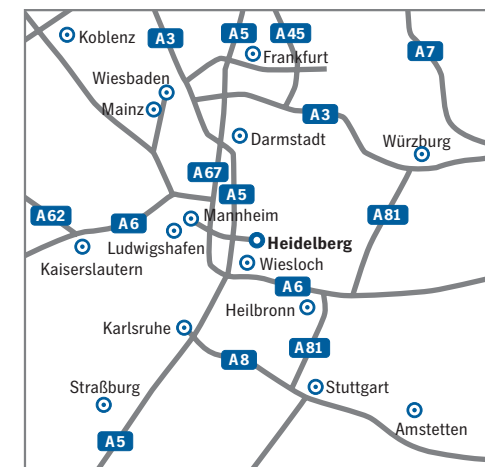 Koblenz
A3
A5
A45
A7
Frankfurt
Wiesbaden
Mainz
A3
Darmstadt
Würzburg
A67
A5
A62
A6
Mannheim
A81
Ludwigshafen
Heidelberg
Kaiserslautern
Wiesloch
A6
Heilbronn
Karlsruhe
A81
A8
Straßburg
Stuttgart
Amstetten
A5